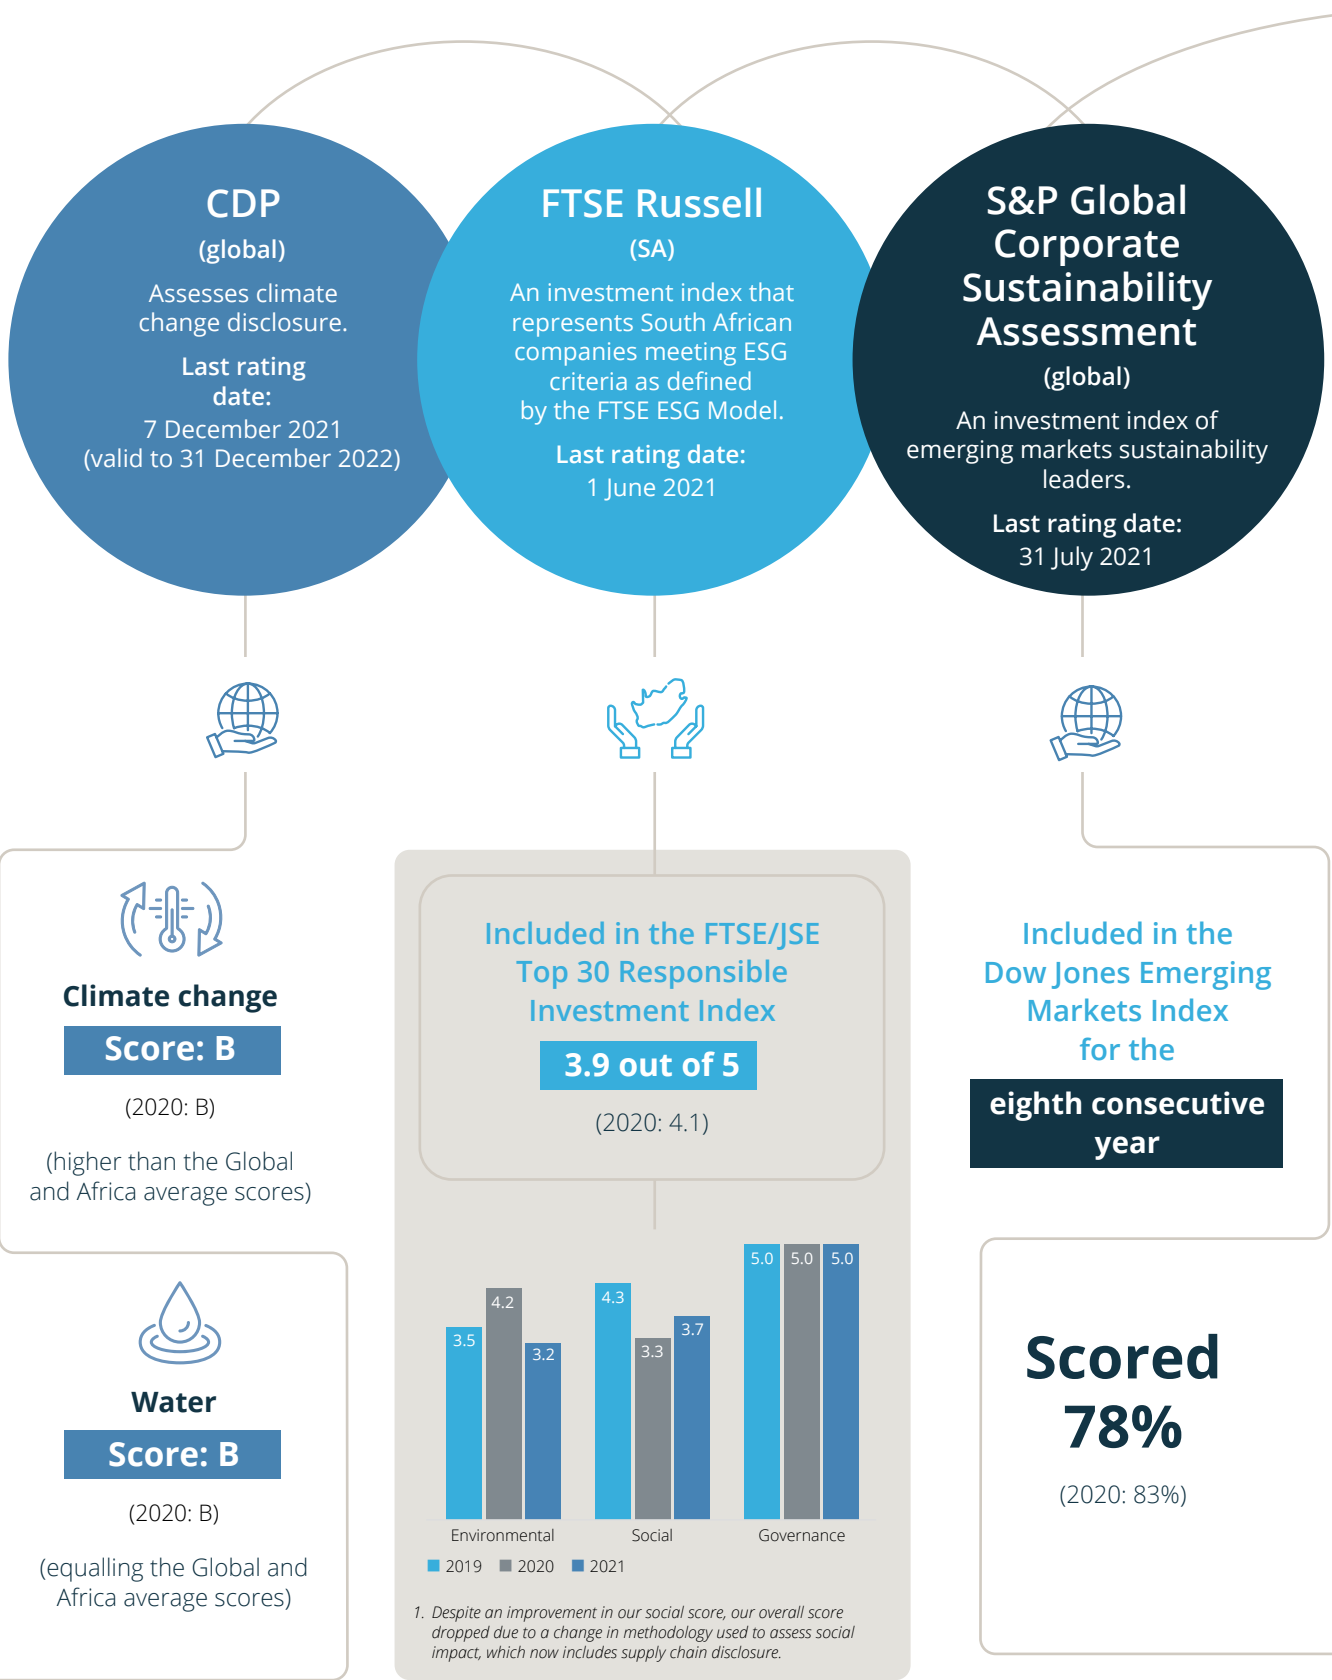 CDP
(global)
Assesses climate
change disclosure.
Last rating
date:
7 December 2021
(valid to 31 December 2022)
FTSE Russell
(SA)
An investment index that
represents South African
companies meeting ESG
criteria as defined
by the FTSE ESG Model.
Last rating date:
1 June 2021
S&P Global
Corporate
Sustainability
Assessment
(global)
An investment index of
emerging markets sustainability
leaders.
Last rating date:
31 July 2021
Climate change
Score: B
(2020: B)
(higher than the Global
and Africa average scores)
Water
Score: B
(2020: B)
(equalling the Global and
Africa average scores)
Included in the FTSE/JSE
Top 30 Responsible
Investment Index
3.9 out of 5
(2020: 4.1)
3.5
4.2
3.2
4.3
3.3
3.7
5.0
5.0
5.0
Environmental
Social
Governance
2019
2020
2021
1. Despite an improvement in our social score, our overall score
dropped due to a change in methodology used to assess social
impact, which now includes supply chain disclosure.
Included in the
Dow Jones Emerging
Markets Index
for the
eighth consecutive
year
Scored
78%
(2020: 83%)